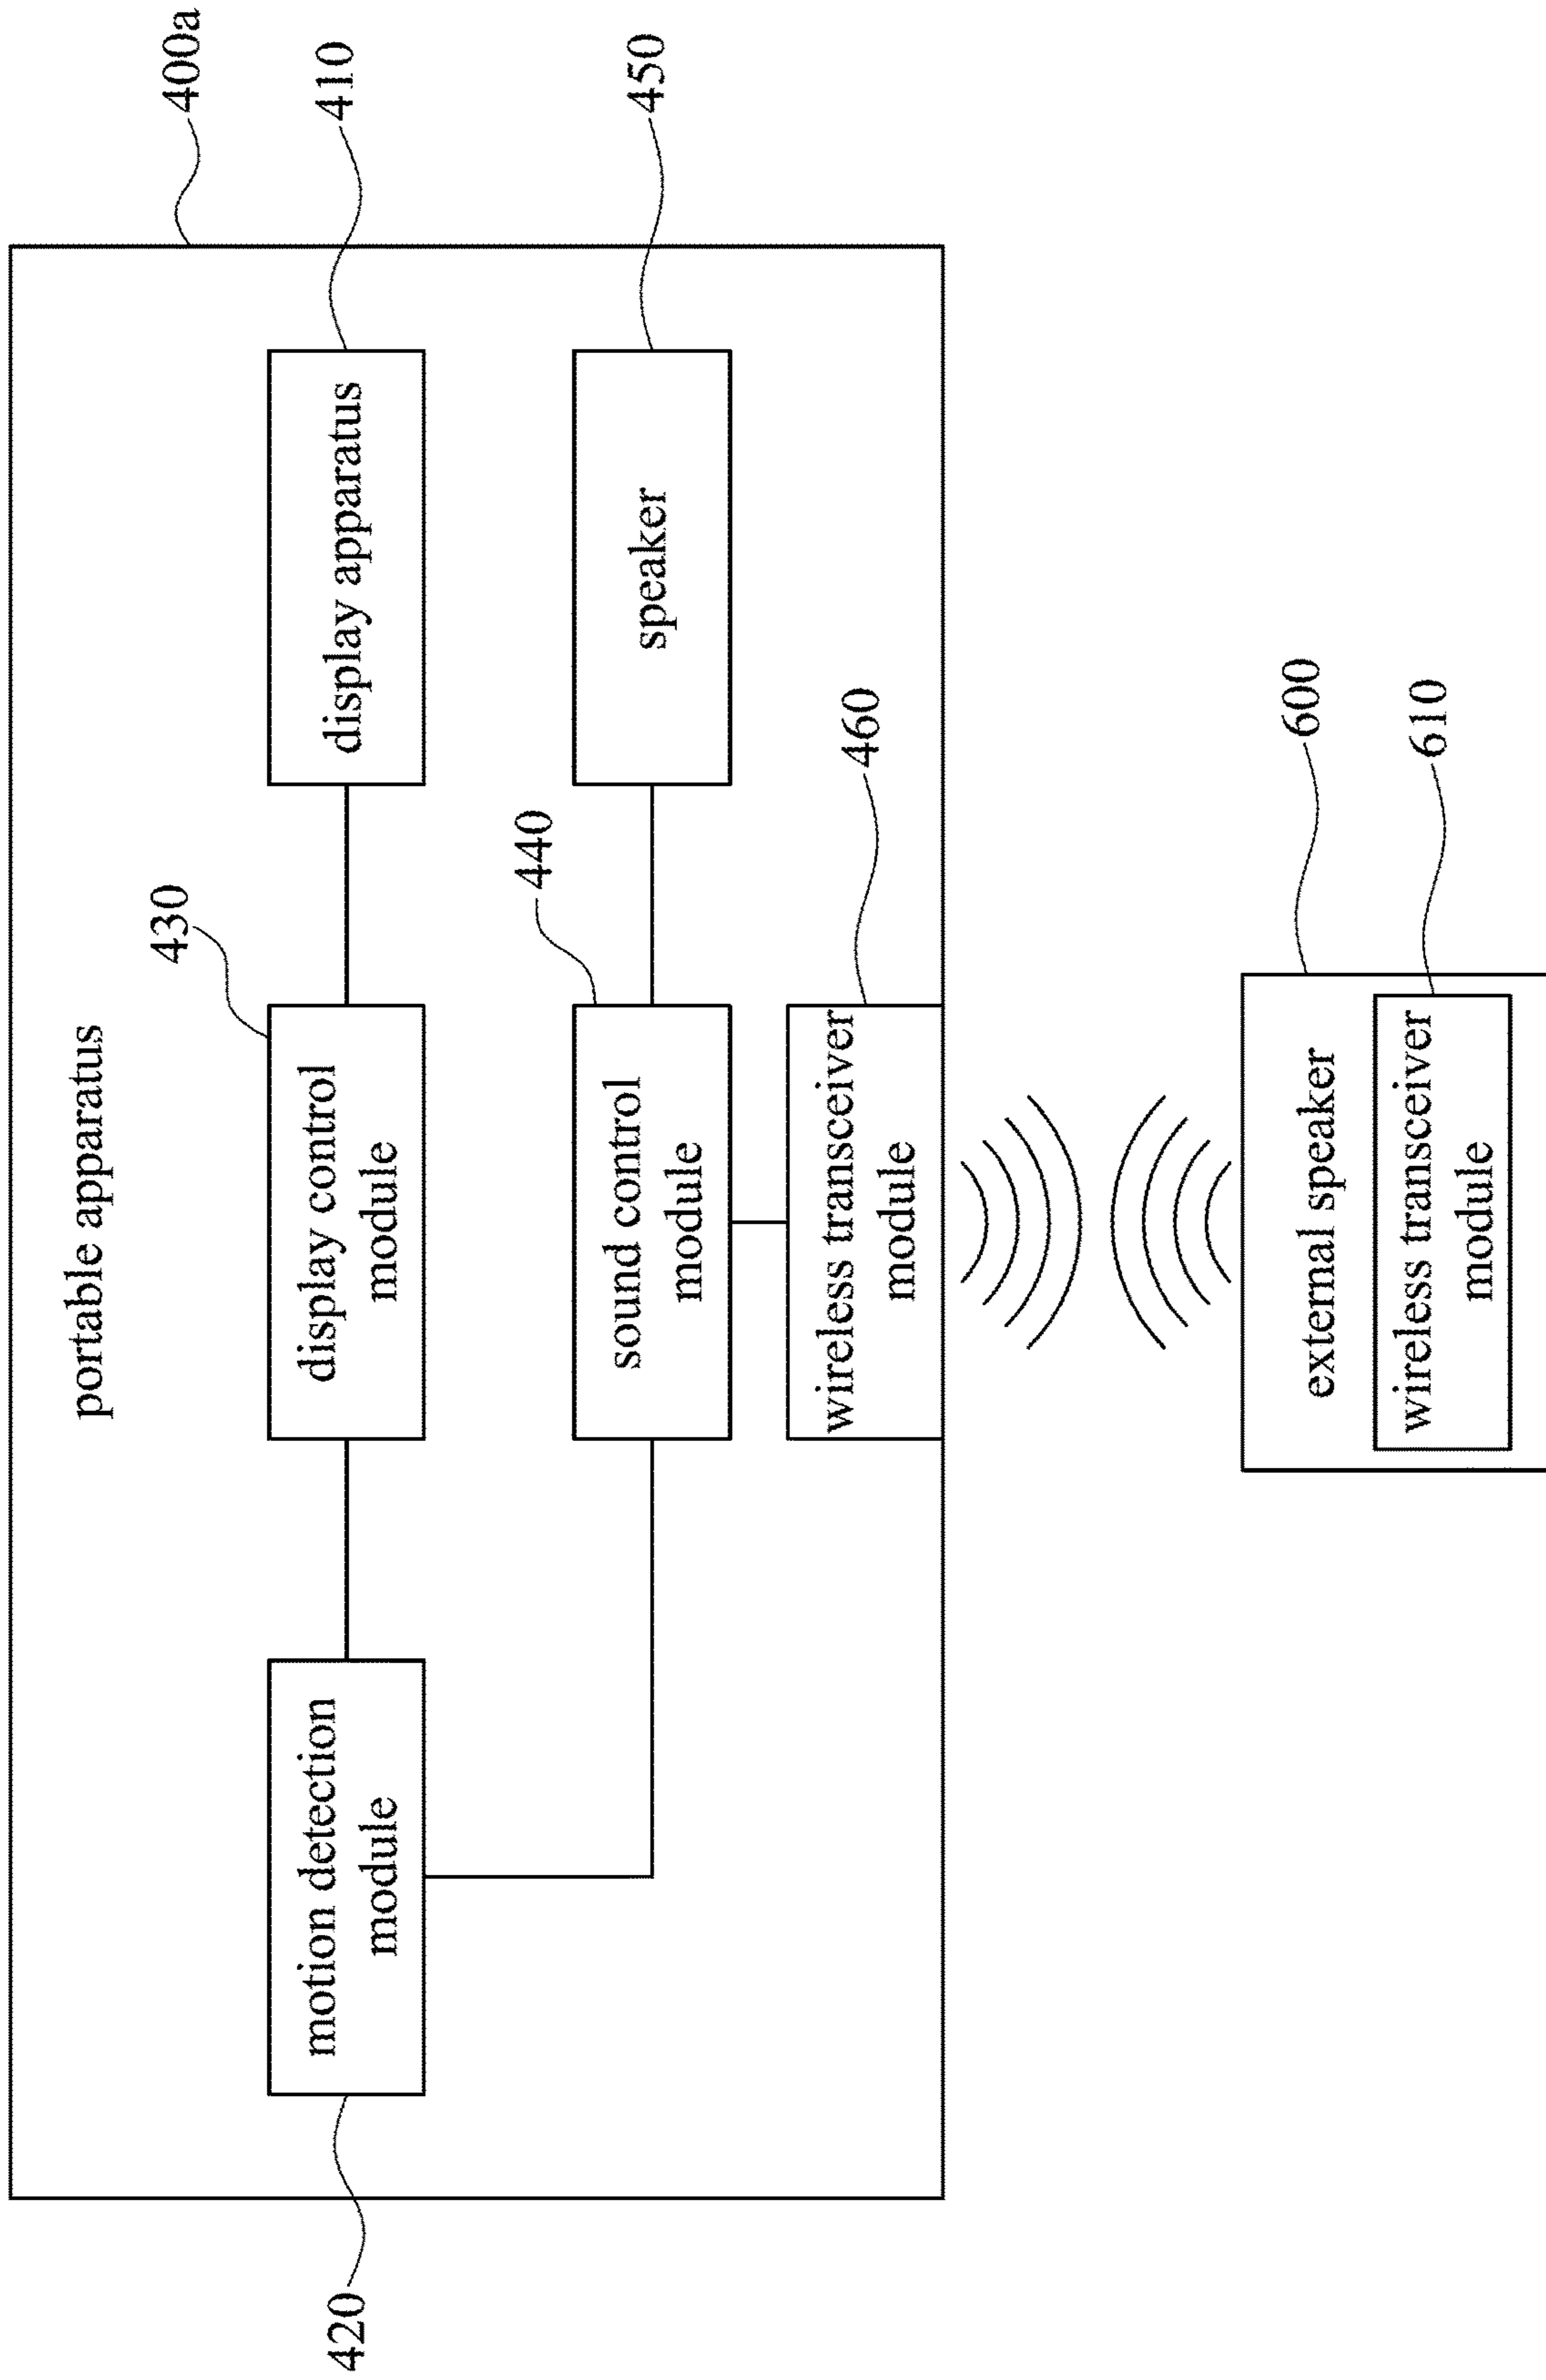 portable apparatus
400a
430
420
motion detection
module
display control
module
display apparatus
410
440
sound control
module
speaker
450
wireless transceiver
module
460
external speaker
600
wireless transceiver
module
610